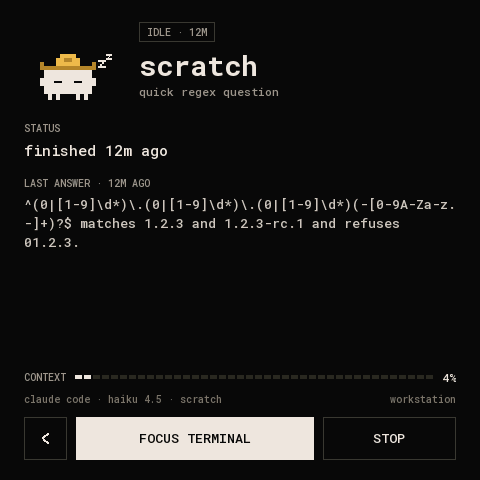 IDLE · 12M
scratch
quick regex question
STATUS
finished 12m ago
LAST ANSWER · 12M AGO
^(0|[1-9]\d*)\.(0|[1-9]\d*)\.(0|[1-9]\d*)(-[0-9A-Za-z.
-]+)?$ matches 1.2.3 and 1.2.3-rc.1 and refuses
01.2.3.
CONTEXT 4%
claude code · haiku 4.5 · scratch workstation
< FOCUS TERMINAL STOP